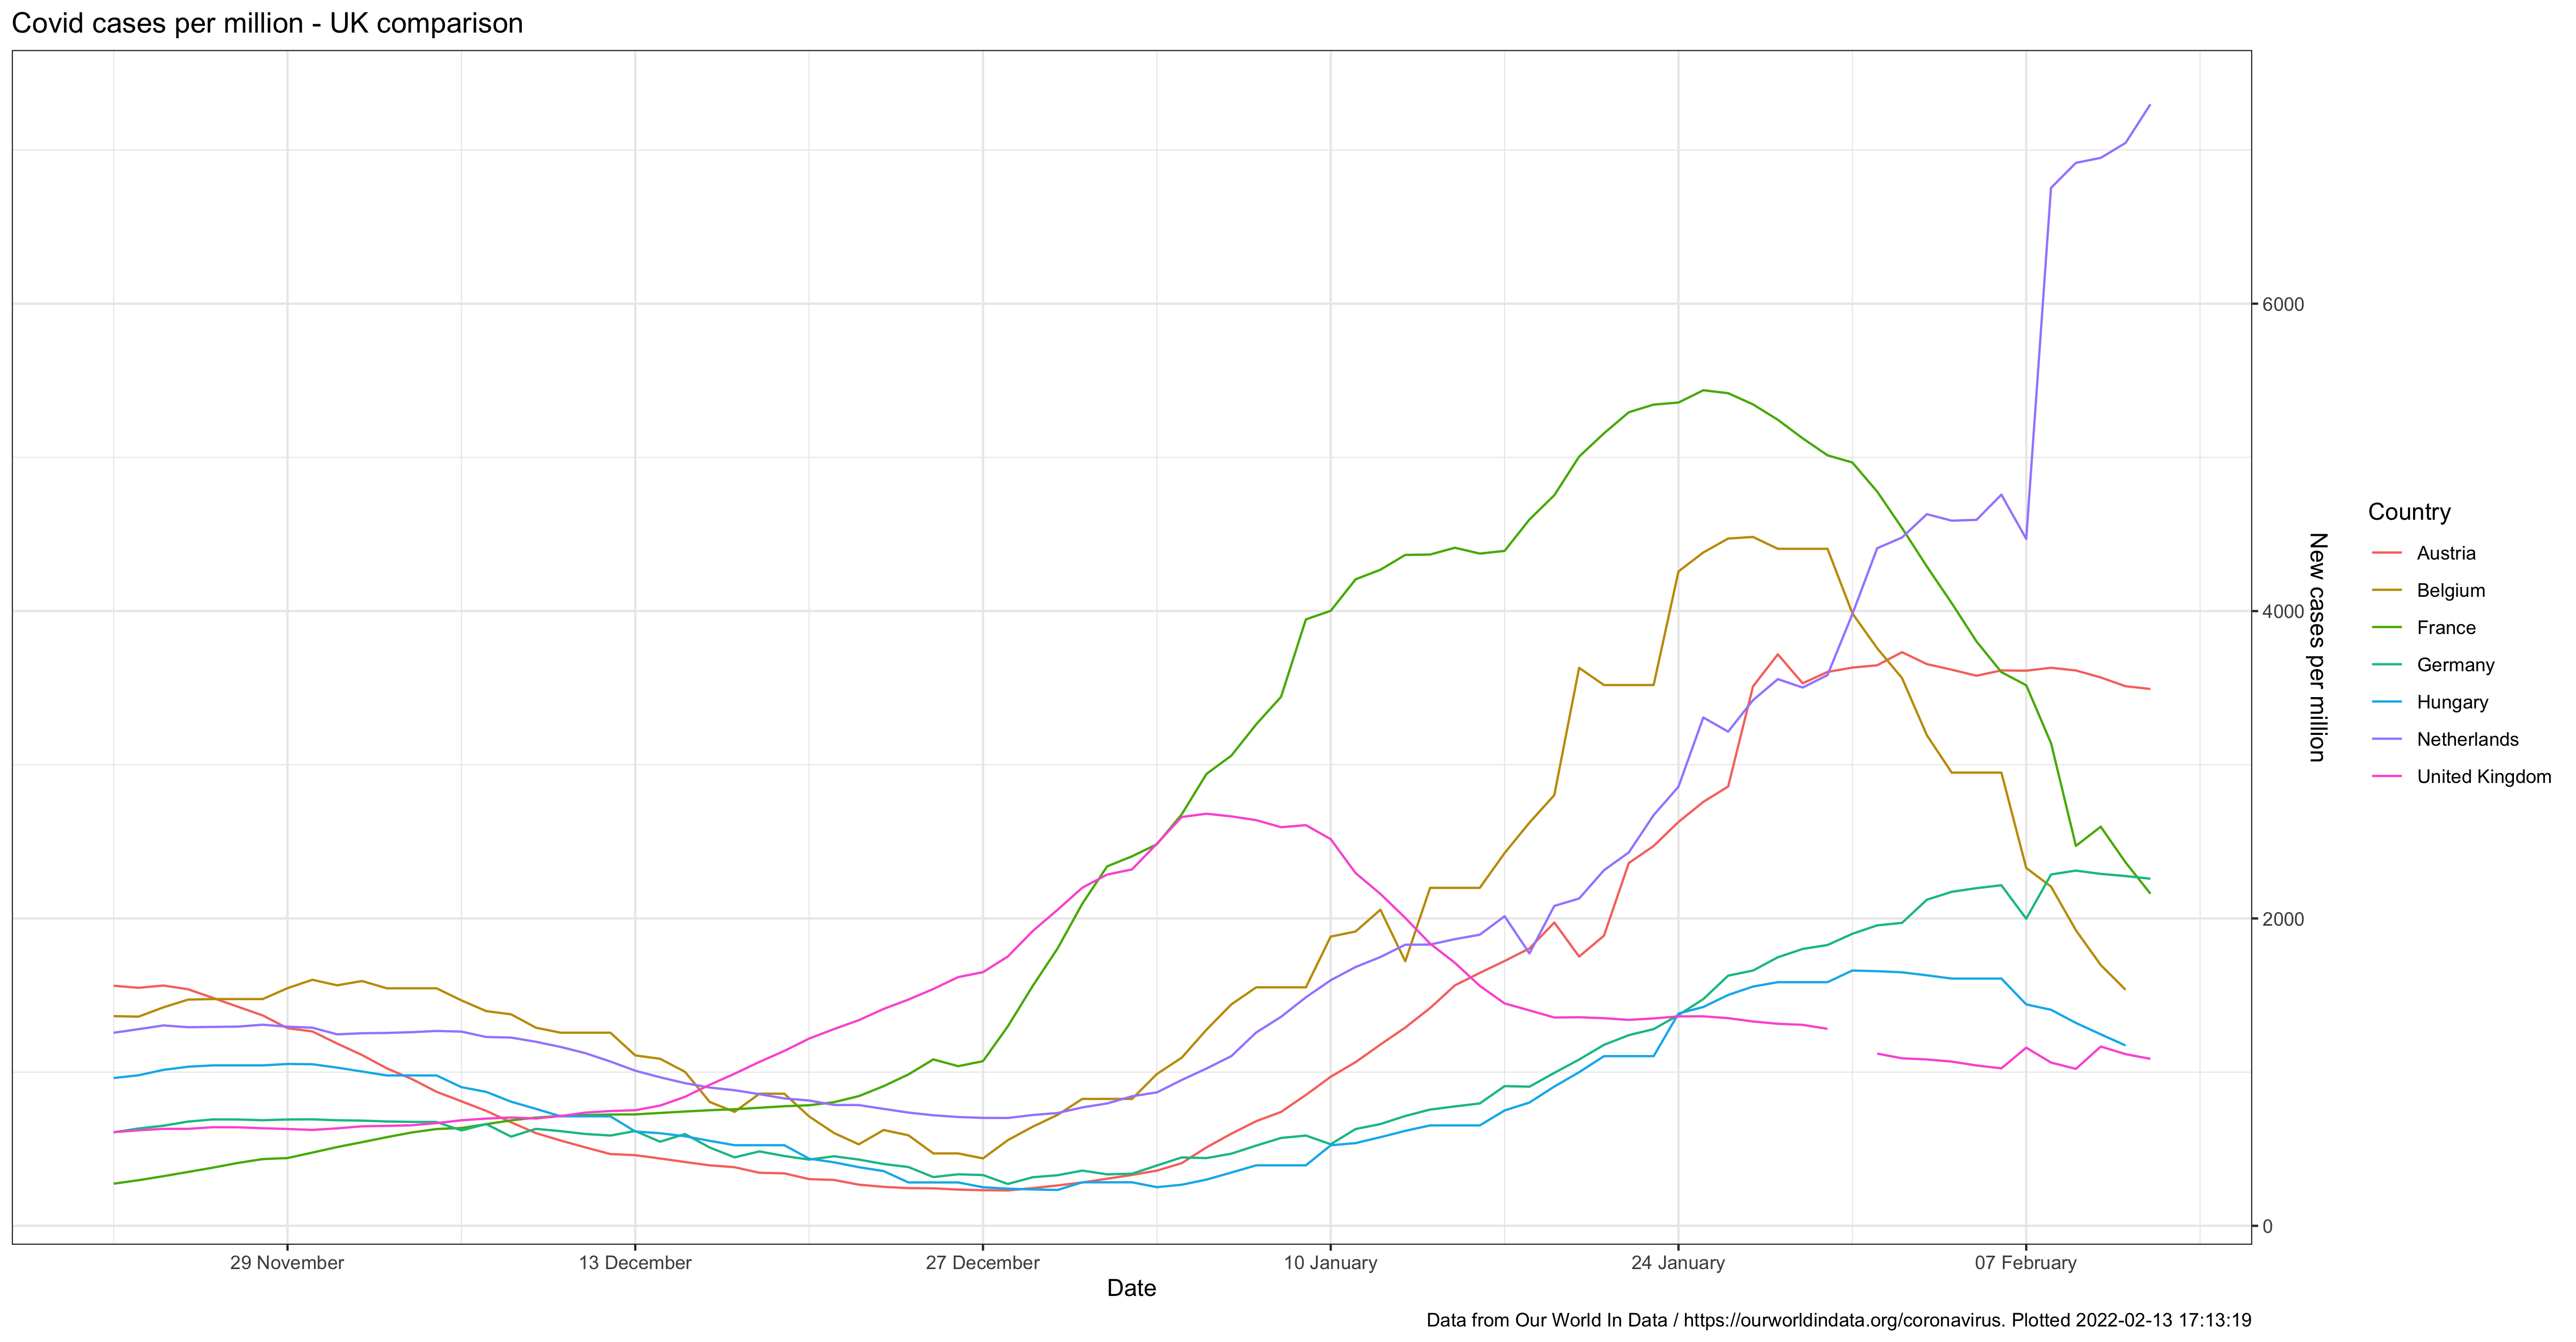 Covid cases per million - UK comparison
6000
4000
2000
0
New cases per million
29 November
13 December
27 December
10 January
24 January
07 February
Date
Country
Austria
Belgium
France
Germany
Hungary
Netherlands
United Kingdom
Data from Our World In Data / https://ourworldindata.org/coronavirus. Plotted 2022-02-13 17:13:19